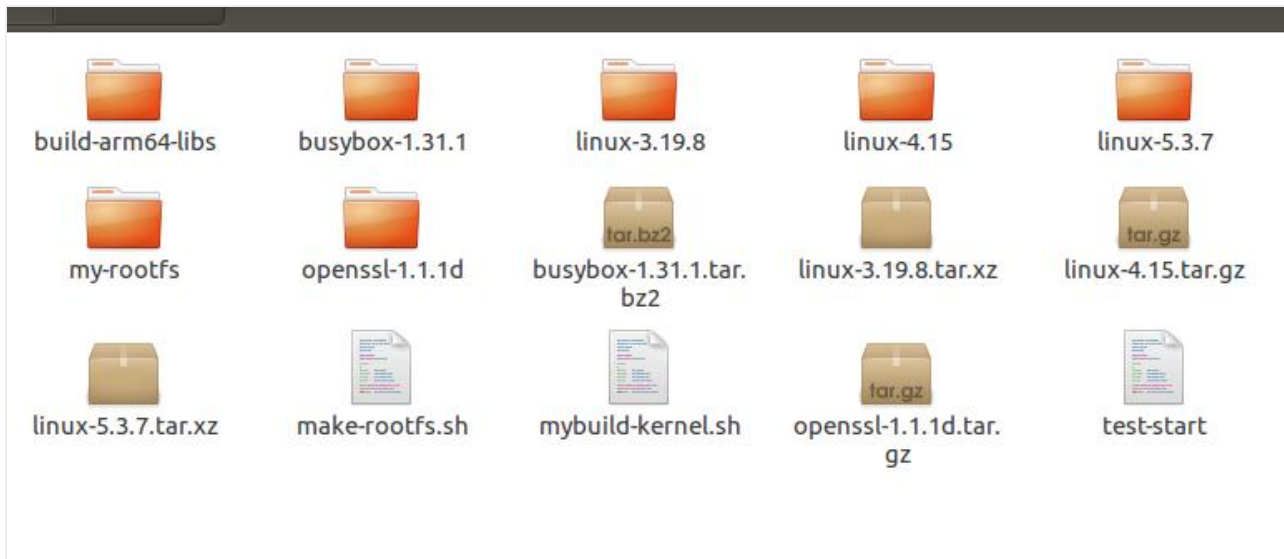 build-arm64-libs
busybox-1.31.1
linux-3.19.8
linux-4.15
linux-5.3.7
my-rootfs
openssl-1.1.1d
tar.bz2
busybox-1.31.1.tar.
bz2
linux-3.19.8.tar.xz
tar.gz
linux-4.15.tar.gz
linux-5.3.7.tar.xz
make-rootfs.sh
mybuild-kernel.sh
tar.gz
openssl-1.1.1d.tar.
gz
test-start